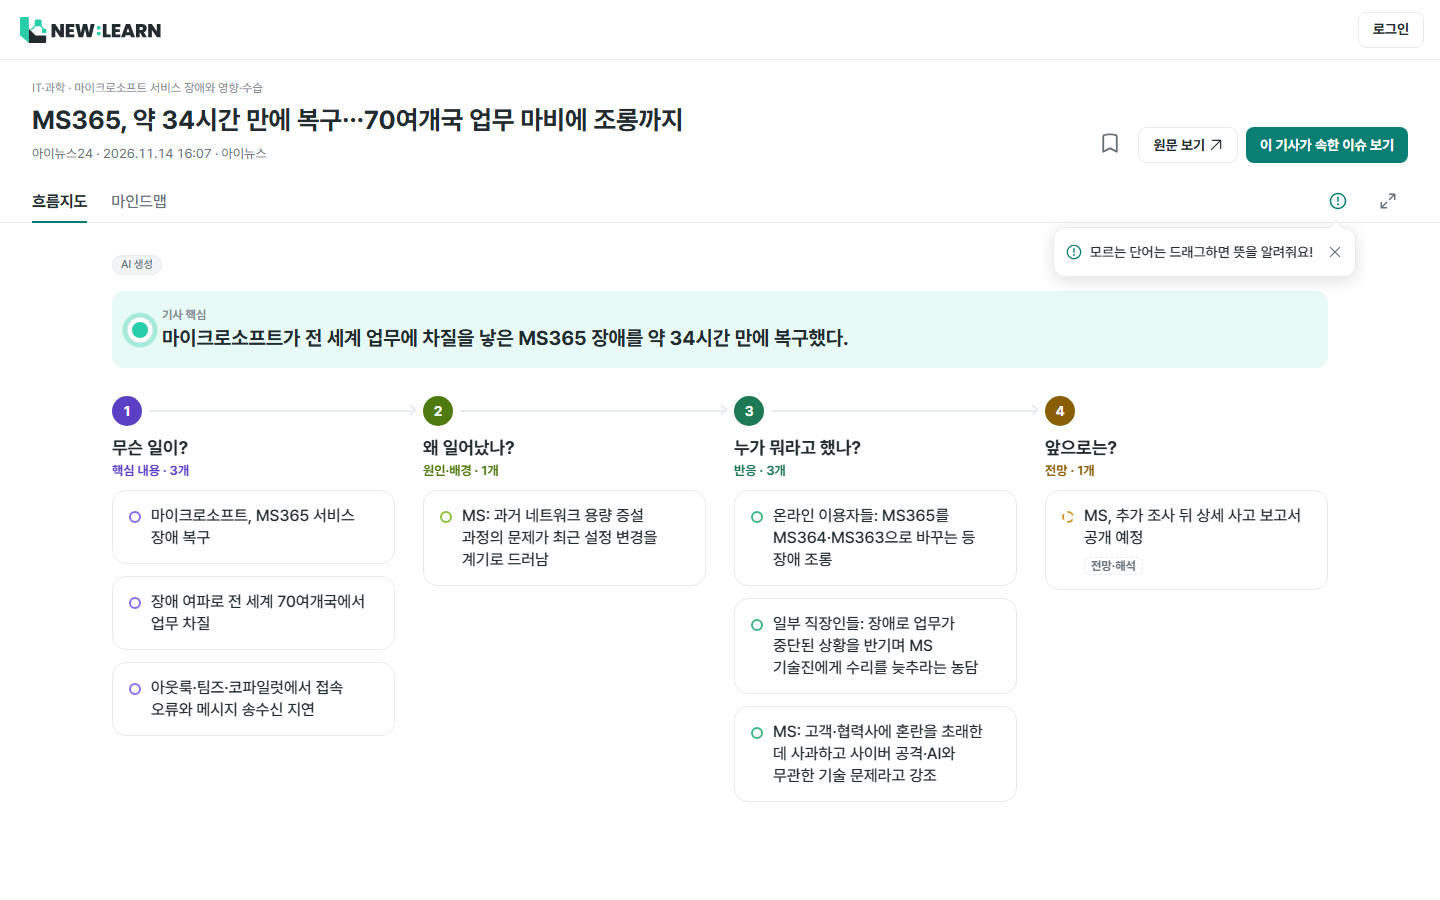 NEW:LEARN
로그인
IT·과학 · 마이크로소프트 서비스 장애와 영향·수습
MS365, 약 34시간 만에 복구…70여개국 업무 마비에 조롱까지
아이뉴스24 · 2026.11.14 16:07 · 아이뉴스
원문 보기
이 기사가 속한 이슈 보기
흐름지도
마인드맵
모르는 단어는 드래그하면 뜻을 알려줘요!
AI 생성
기사 핵심
마이크로소프트가 전 세계 업무에 차질을 낳은 MS365 장애를 약 34시간 만에 복구했다.
1
무슨 일이?
핵심 내용 · 3개
마이크로소프트, MS365 서비스
장애 복구
장애 여파로 전 세계 70여개국에서
업무 차질
아웃룩·팀즈·코파일럿에서 접속
오류와 메시지 송수신 지연
2
왜 일어났나?
원인·배경 · 1개
MS: 과거 네트워크 용량 증설
과정의 문제가 최근 설정 변경을
계기로 드러남
3
누가 뭐라고 했나?
반응 · 3개
온라인 이용자들: MS365를
MS364·MS363으로 바꾸는 등
장애 조롱
일부 직장인들: 장애로 업무가
중단된 상황을 반기며 MS
기술진에게 수리를 늦추라는 농담
MS: 고객·협력사에 혼란을 초래한
데 사과하고 사이버 공격·AI와
무관한 기술 문제라고 강조
4
앞으로는?
전망 · 1개
MS, 추가 조사 뒤 상세 사고 보고서
공개 예정
전망·해석